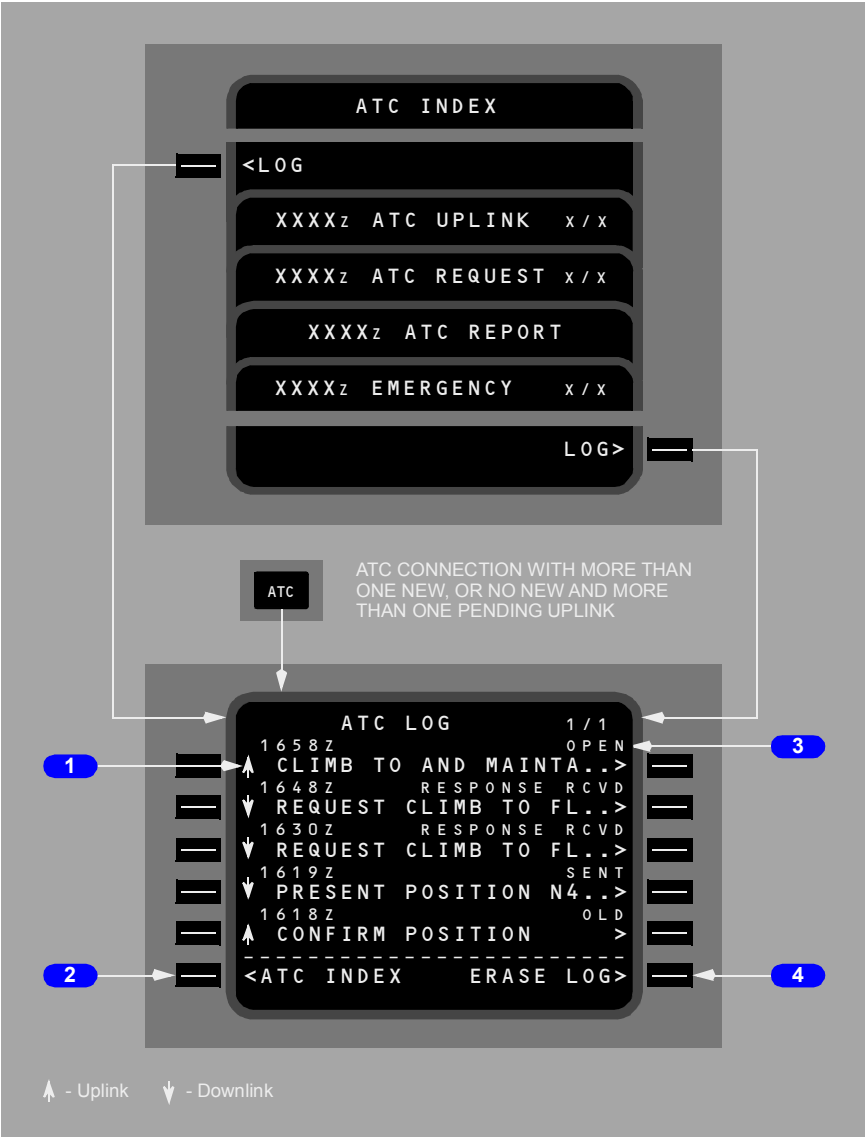 ATC INDEX
<LOG
XXXXZ ATC UPLINK X/X
XXXXZ ATC REQUEST X/X
XXXXZ ATC REPORT
XXXXZ EMERGENCY X/X
LOG>
ATC
ATC CONNECTION WITH MORE THAN
ONE NEW, OR NO NEW AND MORE
THAN ONE PENDING UPLINK
ATC LOG 1/1
1658Z OPEN
3
1
CLIMB TO AND MAINTA..>
1648Z RESPONSE RCVD
REQUEST CLIMB TO FL..>
1630Z RESPONSE RCVD
REQUEST CLIMB TO FL..>
1619Z SENT
PRESENT POSITION N4..>
1618Z OLD
CONFIRM POSITION >
------------------------
2
<ATC INDEX ERASE LOG>
4
- Uplink - Downlink